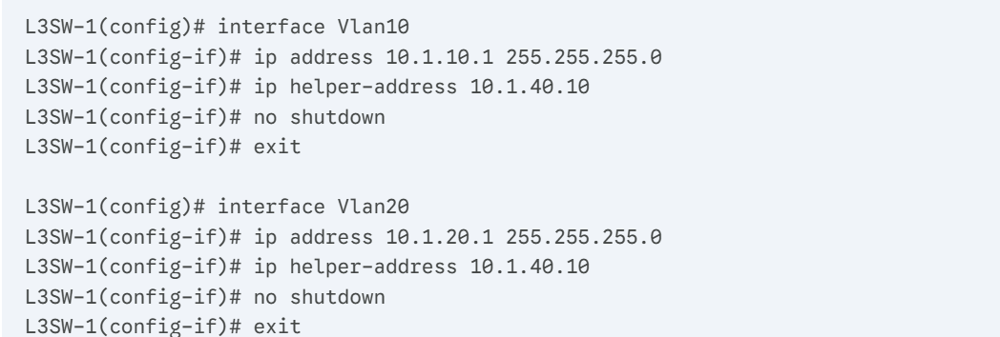 L3SW-1(config)# interface Vlan10
L3SW-1(config-if)# ip address 10.1.10.1 255.255.255.0
L3SW-1(config-if)# ip helper-address 10.1.40.10
L3SW-1(config-if)# no shutdown
L3SW-1(config-if)# exit
L3SW-1(config)# interface Vlan20
L3SW-1(config-if)# ip address 10.1.20.1 255.255.255.0
L3SW-1(config-if)# ip helper-address 10.1.40.10
L3SW-1(config-if)# no shutdown
L3SW-1(config-if)# exit